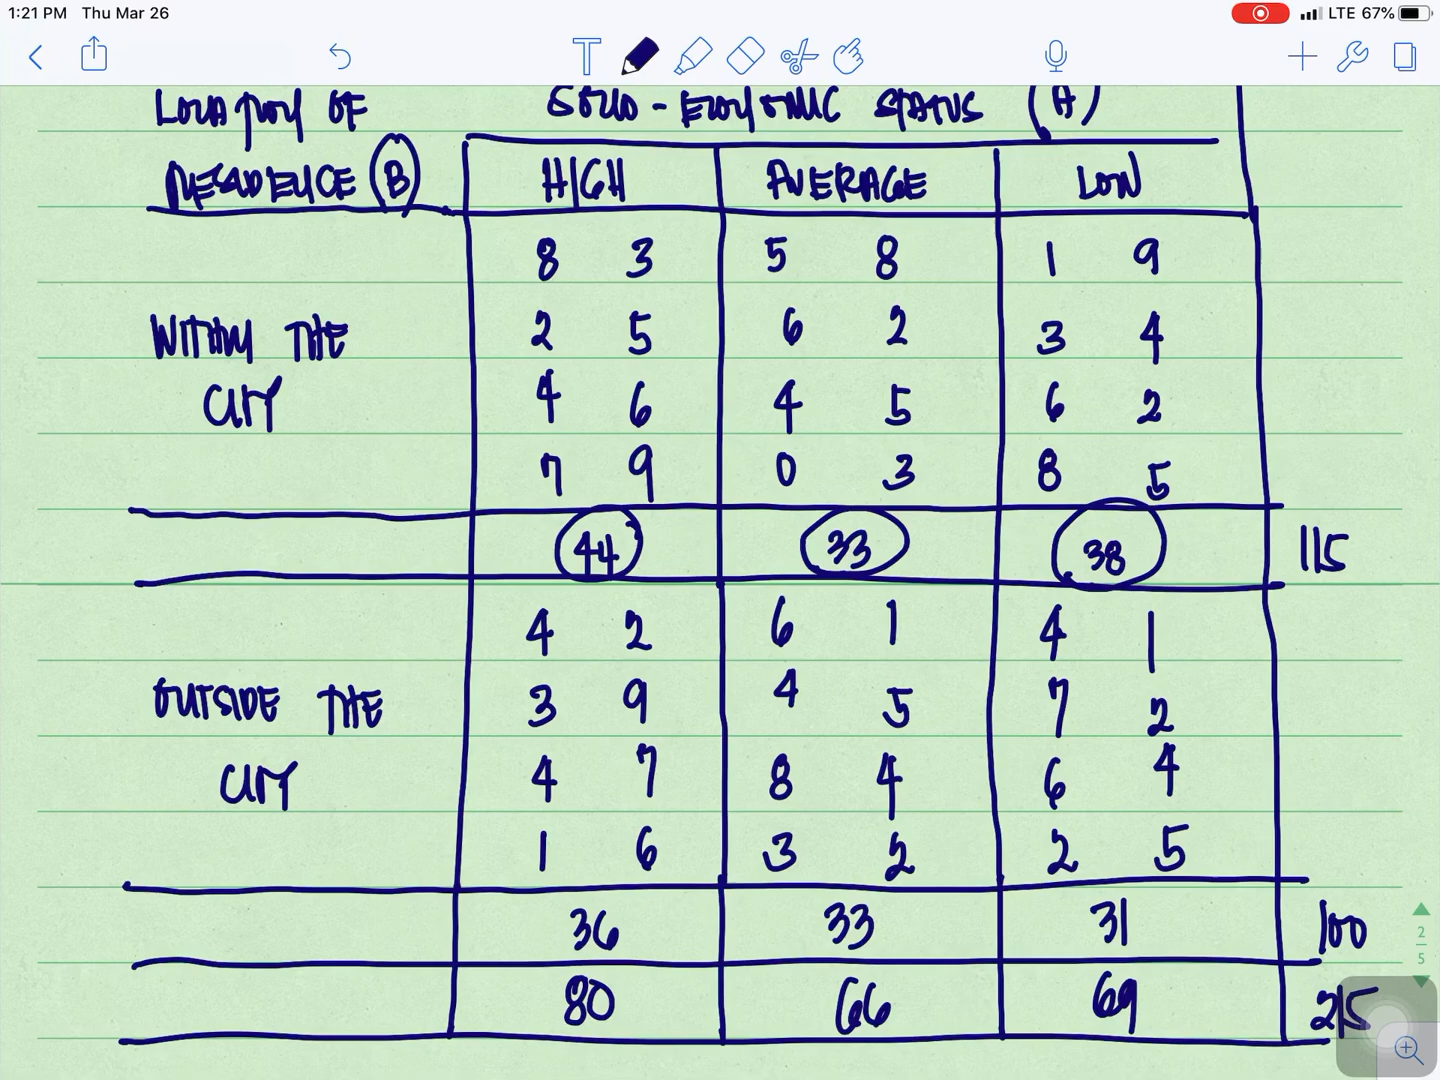 1:21 PM Thu Mar 26 LTE 67%
LOCATION OF SOCIO-ECONOMIC STATUS (A)
RESIDENCE (B) HIGH AVERAGE LOW
8 3 5 8 1 9
WITHIN THE 2 5 6 2 3 4
CITY 4 6 4 5 6 2
7 9 0 3 8 5
44 33 38 115
4 2 6 1 4 1
OUTSIDE THE 3 9 4 5 7 2
CITY 4 7 8 4 6 4
1 6 3 2 2 5
36 33 31 100
80 66 69 215
2
5